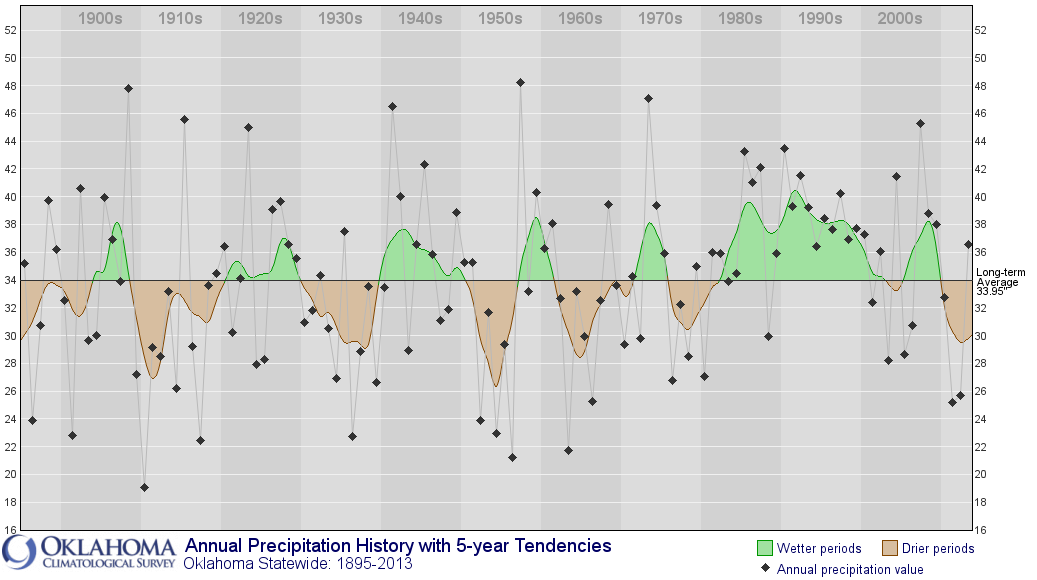 1900s 1910s 1920s 1930s 1940s 1950s 1960s 1970s 1980s 1990s 2000s
52 52
50 50
48 48
46 46
44 44
42 42
40 40
38 38
36 36
34
Long-term
Average
33.95"
32 32
30 30
28 28
26 26
24 24
22 22
20 20
18 18
16 16
OKLAHOMA
CLIMATOLOGICAL SURVEY
Annual Precipitation History with 5-year Tendencies
Oklahoma Statewide: 1895-2013
Wetter periods
Drier periods
Annual precipitation value